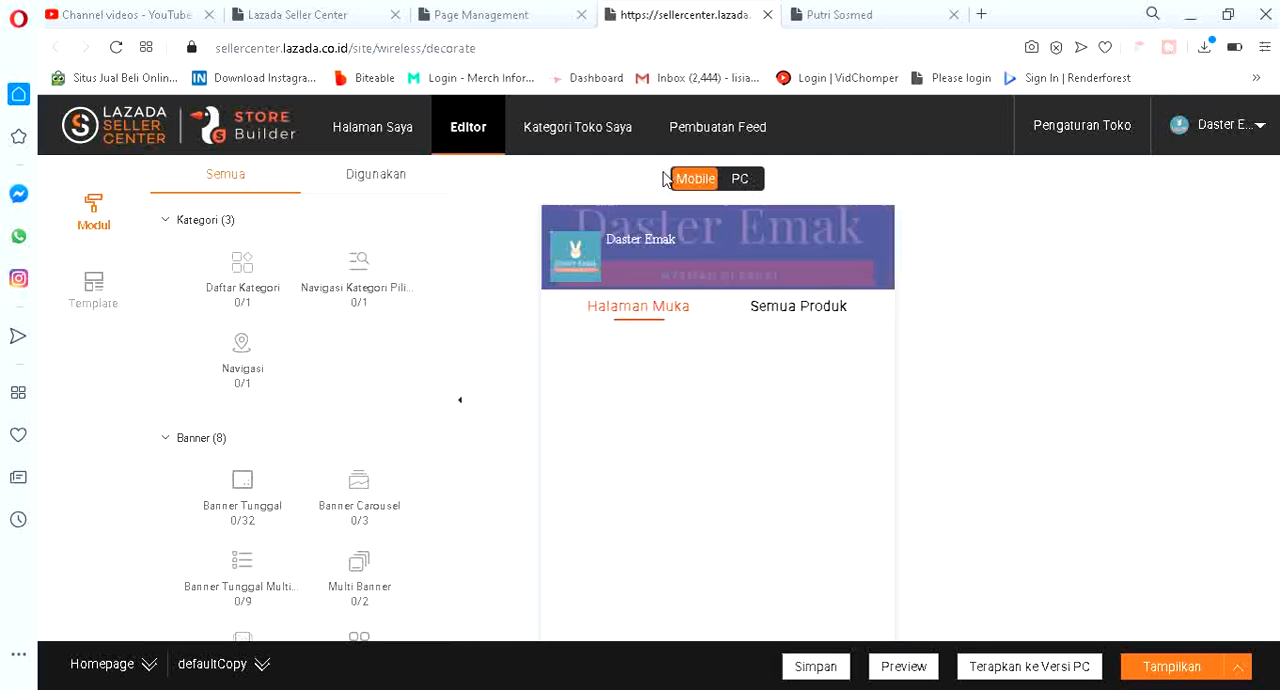 Channel videos - YouTube
Lazada Seller Center
Page Management
https://sellercenter.lazada.
Putri Sosmed
sellercenter.lazada.co.id/site/wireless/decorate
Situs Jual Beli Onlin...
IN Download Instagra...
Biteable
Login - Merch Infor...
Dashboard
Inbox (2,444) - lisia...
Login | VidChomper
Please login
Sign In | Renderforest
LAZADA SELLER CENTER
STORE Builder
Halaman Saya
Editor
Kategori Toko Saya
Pembuatan Feed
Pengaturan Toko
Daster E...
Modul
Template
Semua
Digunakan
Kategori (3)
Daftar Kategori
0/1
Navigasi Kategori Pili...
0/1
Navigasi
0/1
Banner (8)
Banner Tunggal
0/32
Banner Carousel
0/3
Banner Tunggal Multi...
0/9
Multi Banner
0/2
Mobile
PC
Daster Emak
Daster Emak
Halaman Muka
Semua Produk
Homepage
defaultCopy
Simpan
Preview
Terapkan ke Versi PC
Tampilkan